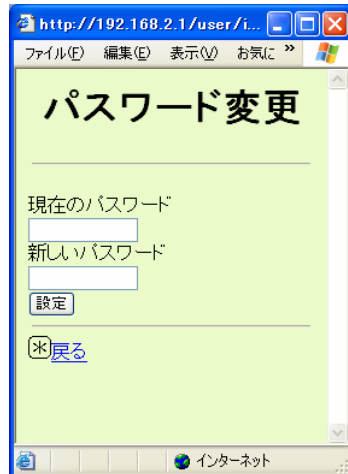 http://192.168.2.1/user/i...
ファイル(F) 編集(E) 表示(V) お気に »
パスワード変更
現在のパスワード
新しいパスワード
設定
*戻る
インターネット